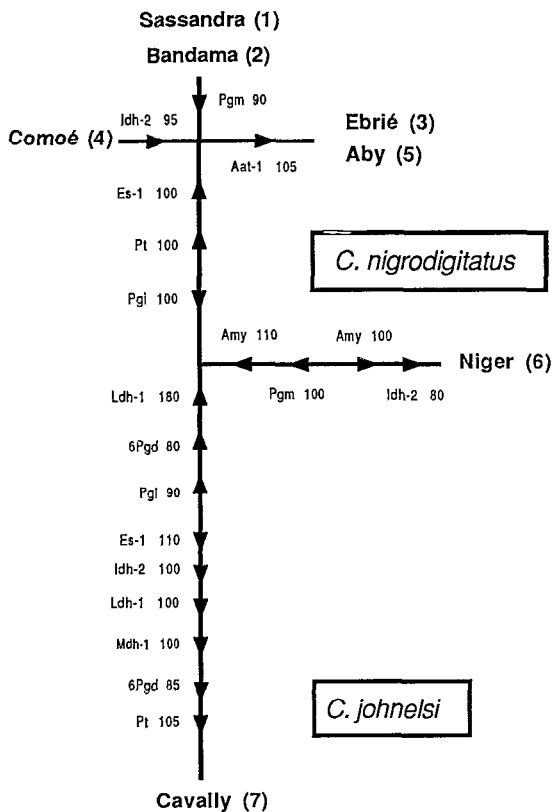 Sassandra (1)
Bandama (2)
Pgm 90
Idh-2 95
Comoé (4)
Ebrié (3)
Aby (5)
Aat-1 105
Es-1 100
Pt 100
C. nigrodigitatus
Pgi 100
Amy 110
Amy 100
Niger (6)
Pgm 100
Idh-2 80
Ldh-1 180
6Pgd 80
Pgi 90
Es-1 110
Idh-2 100
Ldh-1 100
Mdh-1 100
6Pgd 85
C. johnelsi
Pt 105
Cavally (7)